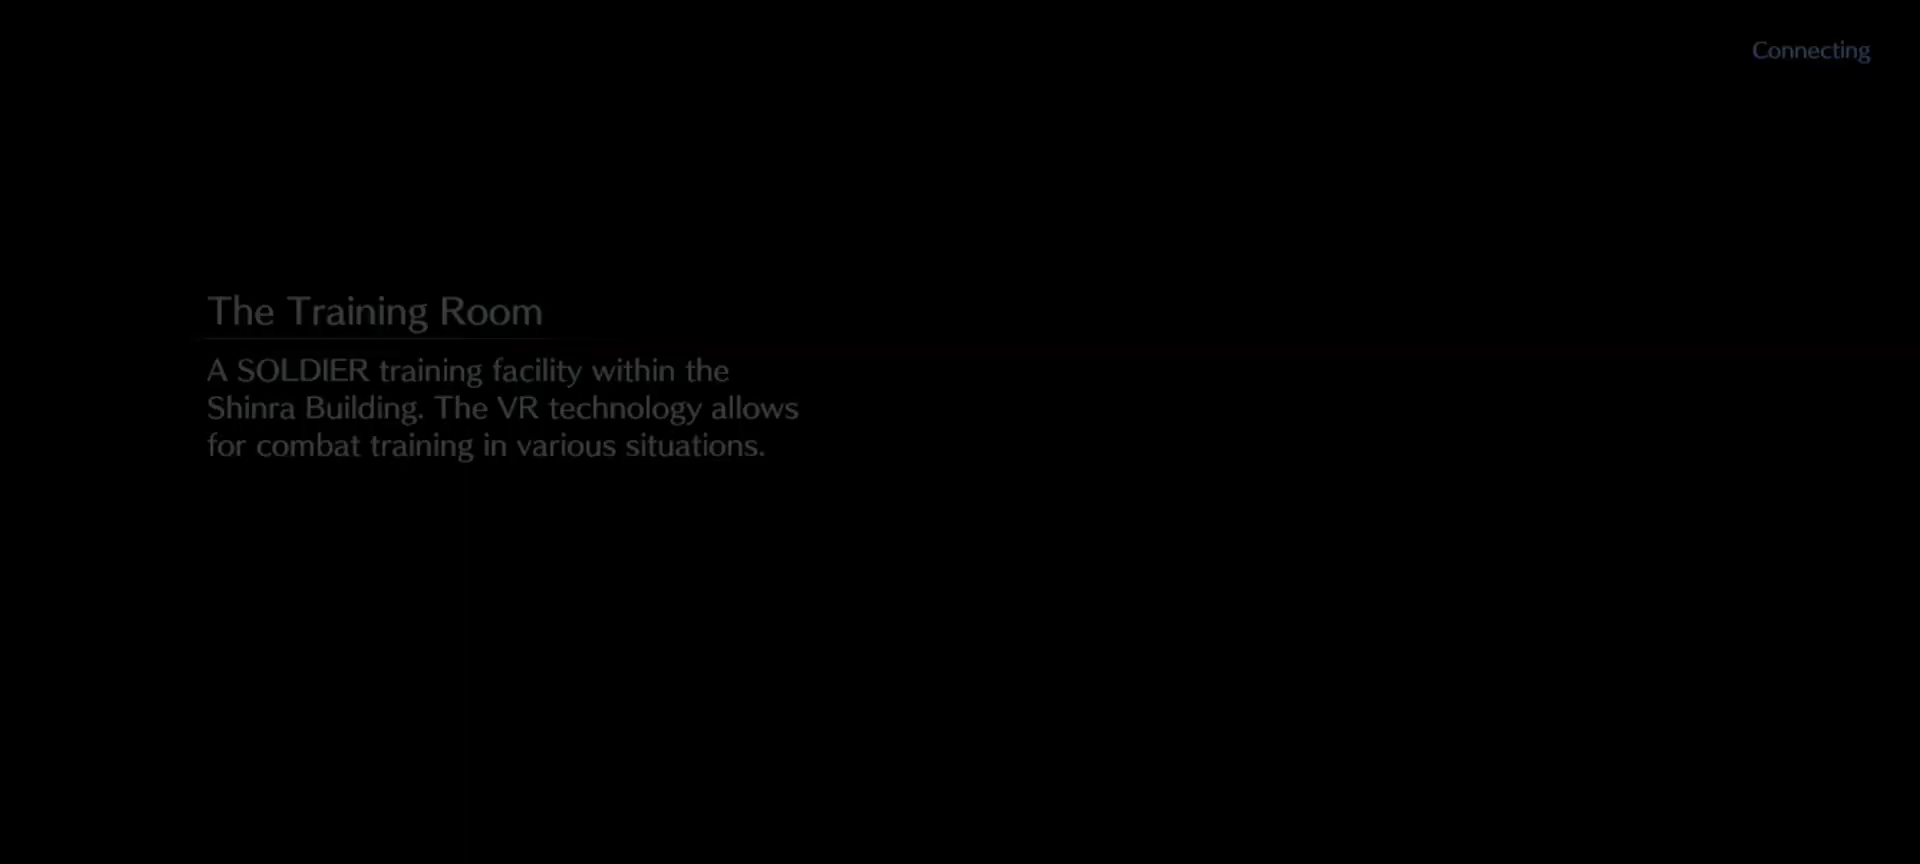 Connecting
The Training Room
A SOLDIER training facility within the
Shinra Building. The VR technology allows
for combat training in various situations.